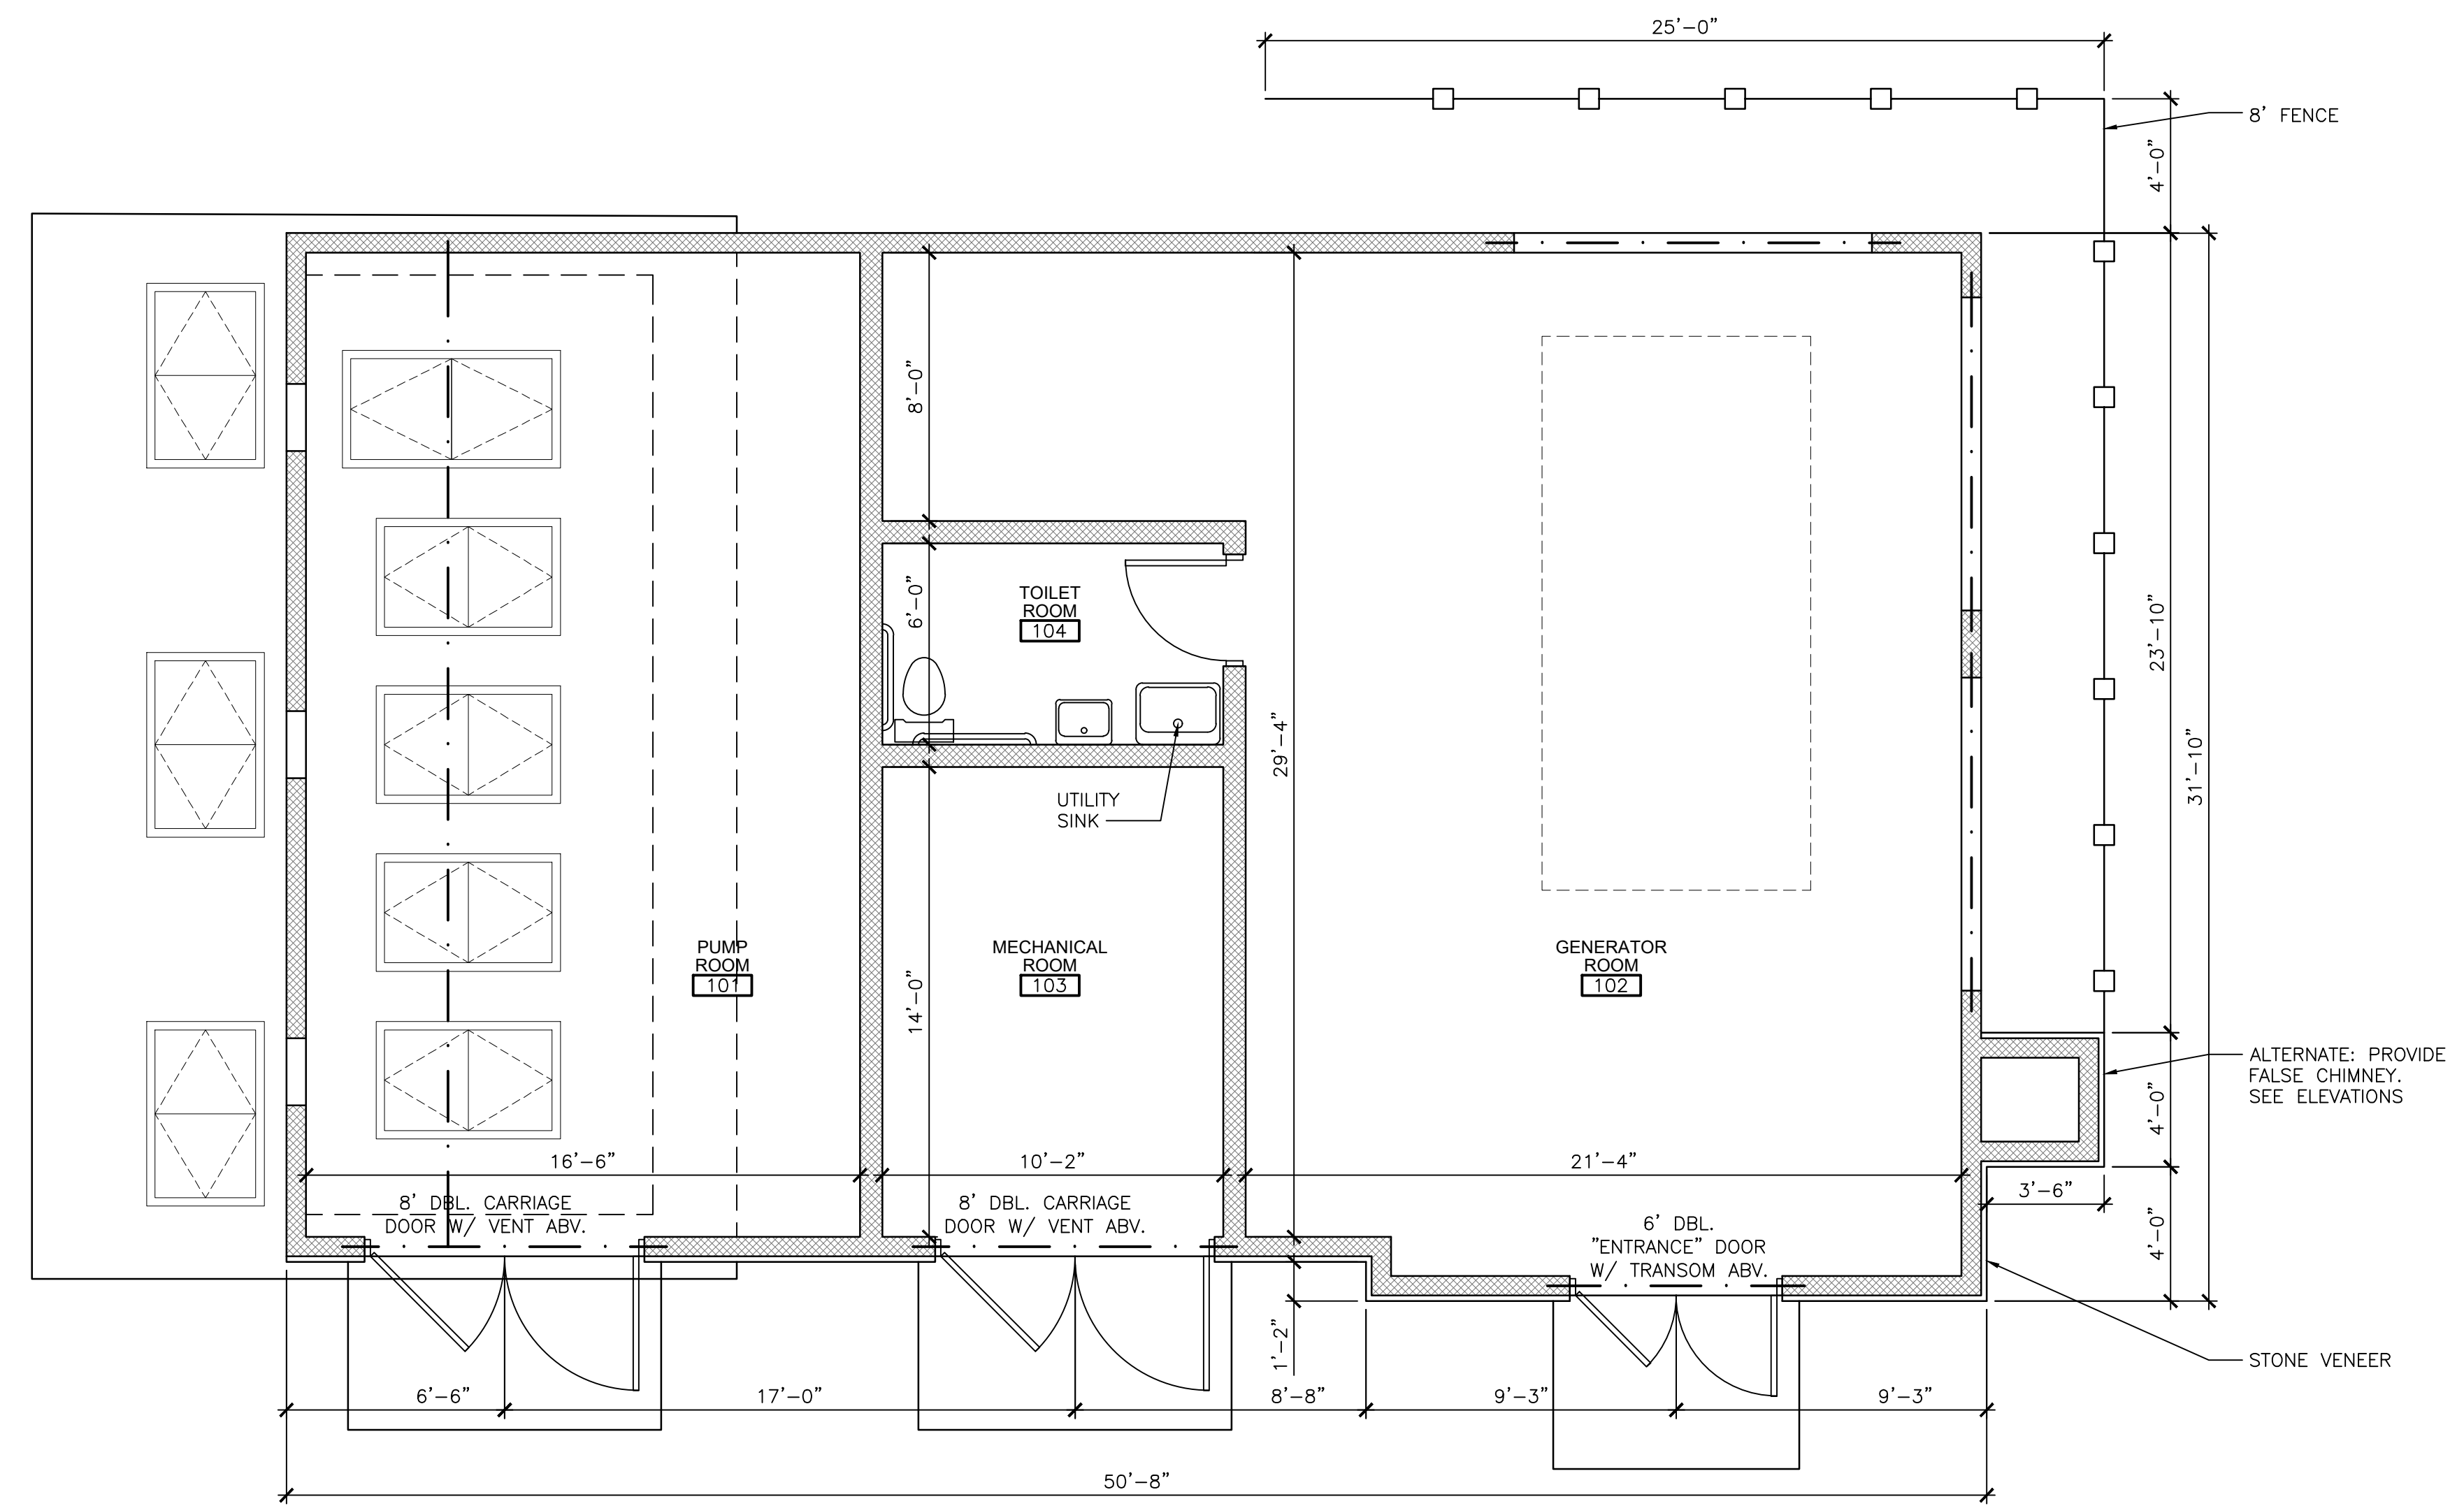 25'-0"
8' FENCE
4'-0"
8'-0"
TOILET
ROOM
104
6'-0"
23'-10"
29'-4"
31'-10"
UTILITY
SINK
PUMP
ROOM
101
MECHANICAL
ROOM
103
GENERATOR
ROOM
102
14'-0"
ALTERNATE: PROVIDE
FALSE CHIMNEY.
SEE ELEVATIONS
4'-0"
16'-6"
10'-2"
21'-4"
3'-6"
8' DBL. CARRIAGE
DOOR W/ VENT ABV.
8' DBL. CARRIAGE
DOOR W/ VENT ABV.
6' DBL.
"ENTRANCE" DOOR
W/ TRANSOM ABV.
4'-0"
1'-2"
STONE VENEER
6'-6"
17'-0"
8'-8"
9'-3"
9'-3"
50'-8"